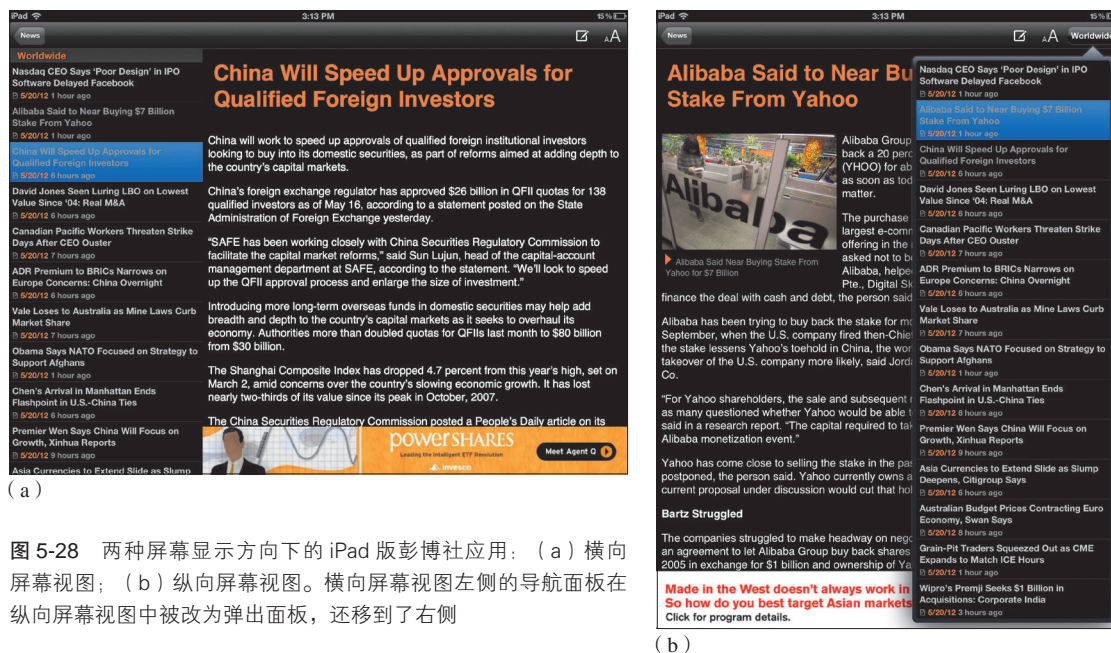 iPad
3:13 PM
15%
News
AA
Worldwide
Nasdaq CEO Says ‘Poor Design’ in IPO
Software Delayed Facebook
5/20/12 1 hour ago
Alibaba Said to Near Buying $7 Billion
Stake From Yahoo
5/20/12 1 hour ago
China Will Speed Up Approvals for
Qualified Foreign Investors
5/20/12 6 hours ago
David Jones Seen Luring LBO on Lowest
Value Since ‘04: Real M&A
5/20/12 6 hours ago
Canadian Pacific Workers Threaten Strike
Days After CEO Ouster
5/20/12 7 hours ago
ADR Premium to BRICs Narrows on
Europe Concerns: China Overnight
5/20/12 6 hours ago
Vale Loses to Australia as Mine Laws Curb
Market Share
5/20/12 7 hours ago
Obama Says NATO Focused on Strategy to
Support Afghans
5/20/12 1 hour ago
Chen’s Arrival in Manhattan Ends
Flashpoint in U.S.-China Ties
5/20/12 6 hours ago
Premier Wen Says China Will Focus on
Growth, Xinhua Reports
5/20/12 9 hours ago
Asia Currencies to Extend Slide as Slump
China Will Speed Up Approvals for
Qualified Foreign Investors
China will work to speed up approvals of qualified foreign institutional investors
looking to buy into its domestic securities, as part of reforms aimed at adding depth to
the country’s capital markets.
China’s foreign exchange regulator has approved $26 billion in QFII quotas for 138
qualified investors as of May 16, according to a statement posted on the State
Administration of Foreign Exchange yesterday.
“SAFE has been working closely with China Securities Regulatory Commission to
facilitate the capital market reforms,” said Sun Lujun, head of the capital-account
management department at SAFE, according to the statement. “We’ll look to speed
up the QFII approval process and enlarge the size of investment.”
Introducing more long-term overseas funds in domestic securities may help add
breadth and depth to the country’s capital markets as it seeks to overhaul its
economy. Authorities more than doubled quotas for QFIIs last month to $80 billion
from $30 billion.
The Shanghai Composite Index has dropped 4.7 percent from this year’s high, set on
March 2, amid concerns over the country’s slowing economic growth. It has lost
nearly two-thirds of its value since its peak in October, 2007.
The China Securities Regulatory Commission posted a People’s Daily article on its
POWERSHARES
Leading the Intelligent ETF Revolution
Invesco
Meet Agent Q
(a)
图 5-28 两种屏幕显示方向下的 iPad 版彭博社应用：（a）横向
屏幕视图；（b）纵向屏幕视图。横向屏幕视图左侧的导航面板在
纵向屏幕视图中被改为弹出面板，还移到了右侧
iPad
3:13 PM
15%
News
AA
Worldwide
Alibaba Said to Near Bu
Stake From Yahoo
Alibaba
Alibaba Said Near Buying Stake From
Yahoo for $7 Billion
Alibaba Group
back a 20 perc
(YHOO) for ab
as soon as tod
matter.
The purchase
largest e-comm
offering in the
asked not to b
Alibaba, helpe
Pte., Digital Sk
finance the deal with cash and debt, the person said
Alibaba has been trying to buy back the stake for mo
September, when the U.S. company fired then-Chief
the stake lessens Yahoo’s toehold in China, the wor
takeover of the U.S. company more likely, said Jorda
Co.
“For Yahoo shareholders, the sale and subsequent r
as many questioned whether Yahoo would be able t
said in a research report. “The capital required to tak
Alibaba monetization event.”
Yahoo has come close to selling the stake in the pas
postponed, the person said. Yahoo currently owns a
current proposal under discussion would cut that hol
Bartz Struggled
The companies struggled to make headway on nego
an agreement to let Alibaba Group buy back shares
2005 in exchange for $1 billion and ownership of Ya
Made in the West doesn’t always work in
So how do you best target Asian markets
Click for program details.
Nasdaq CEO Says ‘Poor Design’ in IPO
Software Delayed Facebook
5/20/12 1 hour ago
Alibaba Said to Near Buying $7 Billion
Stake From Yahoo
5/20/12 1 hour ago
China Will Speed Up Approvals for
Qualified Foreign Investors
5/20/12 6 hours ago
David Jones Seen Luring LBO on Lowest
Value Since ‘04: Real M&A
5/20/12 6 hours ago
Canadian Pacific Workers Threaten Strike
Days After CEO Ouster
5/20/12 7 hours ago
ADR Premium to BRICs Narrows on
Europe Concerns: China Overnight
5/20/12 6 hours ago
Vale Loses to Australia as Mine Laws Curb
Market Share
5/20/12 7 hours ago
Obama Says NATO Focused on Strategy to
Support Afghans
5/20/12 1 hour ago
Chen’s Arrival in Manhattan Ends
Flashpoint in U.S.-China Ties
5/20/12 6 hours ago
Premier Wen Says China Will Focus on
Growth, Xinhua Reports
5/20/12 9 hours ago
Asia Currencies to Extend Slide as Slump
Deepens, Citigroup Says
5/20/12 6 hours ago
Australian Budget Prices Contracting Euro
Economy, Swan Says
5/20/12 8 hours ago
Grain-Pit Traders Squeezed Out as CME
Expands to Match ICE Hours
5/20/12 1 hour ago
Wipro’s Premji Seeks $1 Billion in
Acquisitions: Corporate India
5/20/12 3 hours ago
(b)